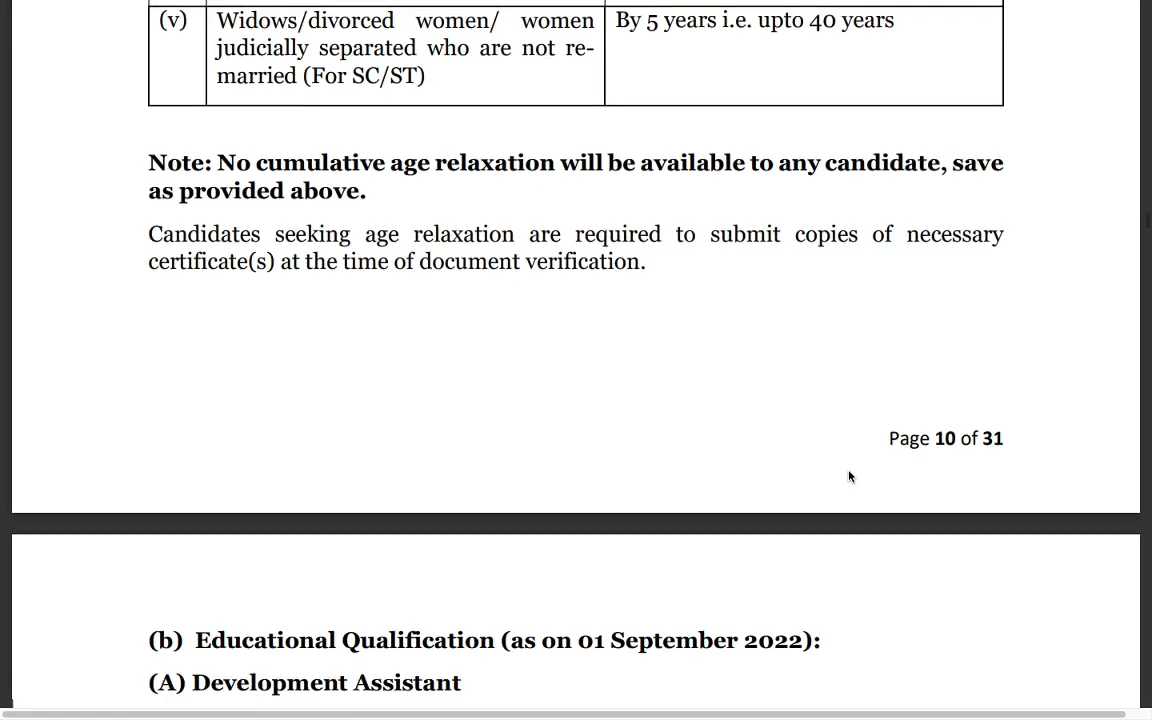 (v) Widows/divorced women/ women By 5 years i.e. upto 40 years
judicially separated who are not re-
married (For SC/ST)
Note: No cumulative age relaxation will be available to any candidate, save
as provided above.
Candidates seeking age relaxation are required to submit copies of necessary
certificate(s) at the time of document verification.
Page 10 of 31
(b) Educational Qualification (as on 01 September 2022):
(A) Development Assistant